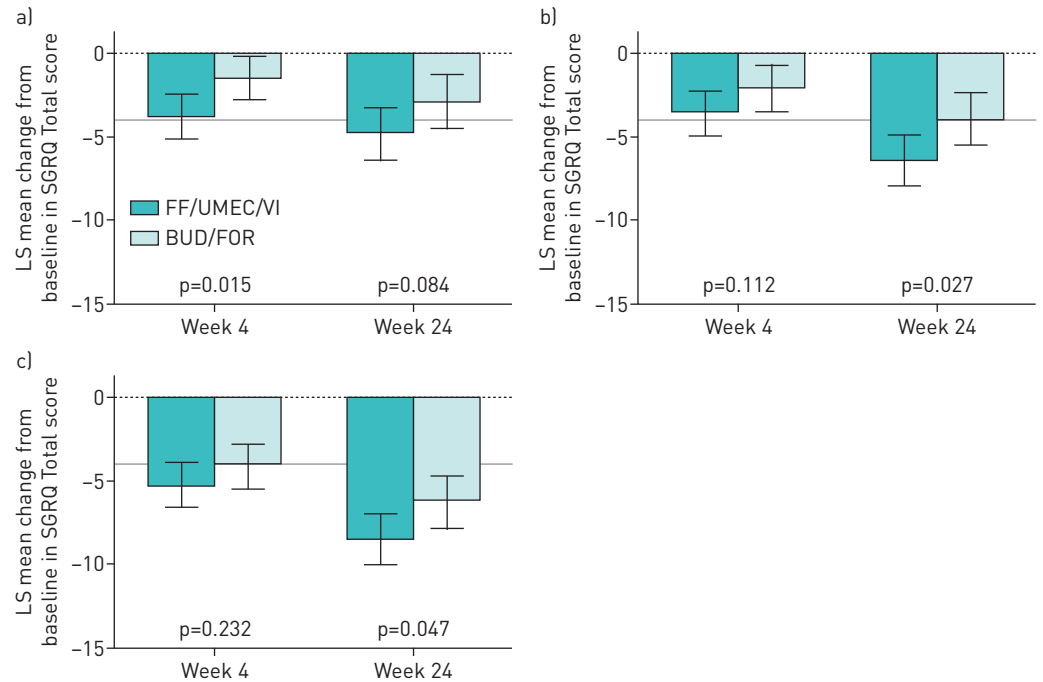 a)
LS mean change from
baseline in SGRQ Total score
0
−5
−10
−15
FF/UMEC/VI
BUD/FOR
p=0.015
p=0.084
Week 4
Week 24
b)
LS mean change from
baseline in SGRQ Total score
0
−5
−10
−15
p=0.112
p=0.027
Week 4
Week 24
c)
LS mean change from
baseline in SGRQ Total score
0
−5
−10
−15
p=0.232
p=0.047
Week 4
Week 24